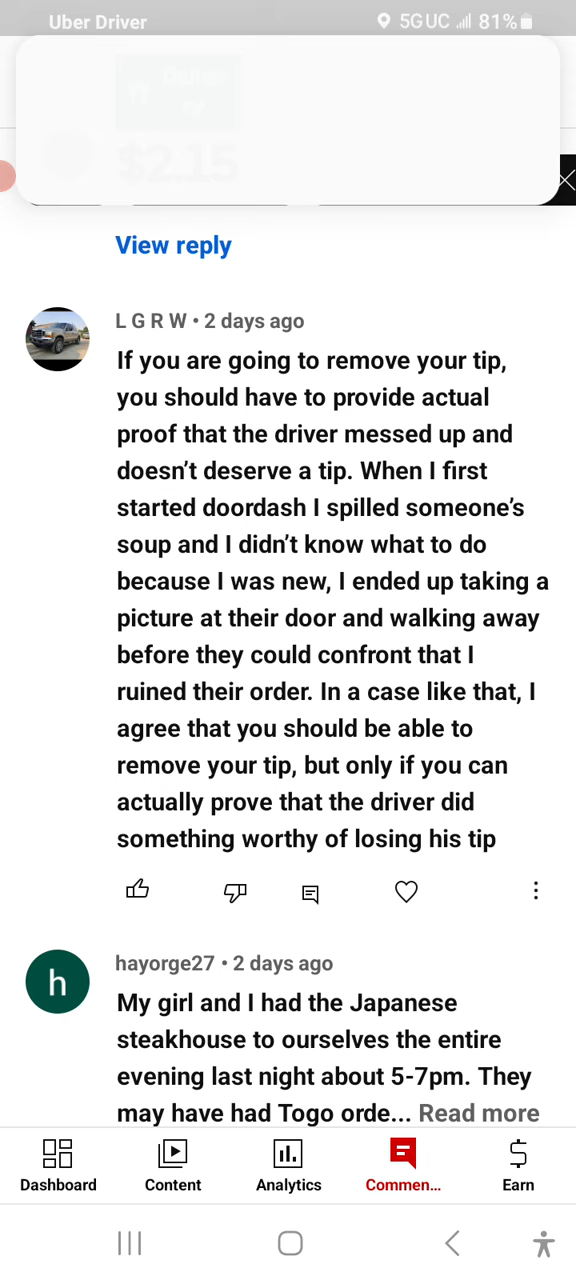 Uber Driver 5G UC 81%
$2.15
View reply
L G R W • 2 days ago
If you are going to remove your tip,
you should have to provide actual
proof that the driver messed up and
doesn’t deserve a tip. When I first
started doordash I spilled someone’s
soup and I didn’t know what to do
because I was new, I ended up taking a
picture at their door and walking away
before they could confront that I
ruined their order. In a case like that, I
agree that you should be able to
remove your tip, but only if you can
actually prove that the driver did
something worthy of losing his tip
h
hayorge27 • 2 days ago
My girl and I had the Japanese
steakhouse to ourselves the entire
evening last night about 5-7pm. They
may have had Togo orde... Read more
Dashboard Content Analytics Commen... Earn